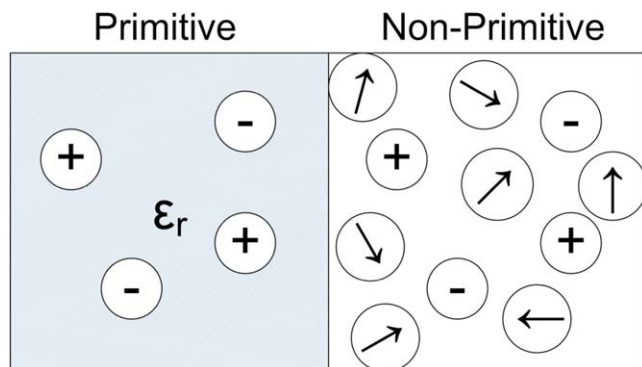 Primitive
Non-Primitive
+
-
εr
+
-
+
-
+
-